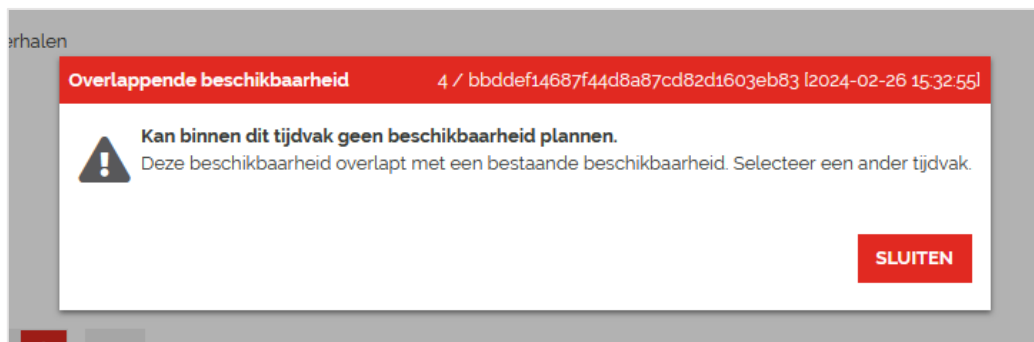 erhalen
Overlappende beschikbaarheid 4 / bbddef14687f44d8a87cd82d1603eb83 [2024-02-26 15:32:55]
Kan binnen dit tijdvak geen beschikbaarheid plannen.
Deze beschikbaarheid overlapt met een bestaande beschikbaarheid. Selecteer een ander tijdvak.
SLUITEN